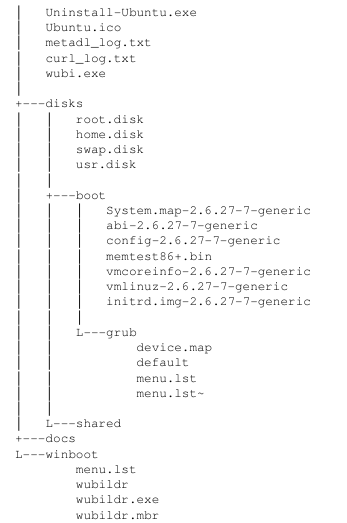 |   Uninstall-Ubuntu.exe
|   Ubuntu.ico
|   metadl_log.txt
|   curl_log.txt
|   wubi.exe
|
+---disks
|   |   root.disk
|   |   home.disk
|   |   swap.disk
|   |   usr.disk
|   |
|   +---boot
|   |   |   System.map-2.6.27-7-generic
|   |   |   abi-2.6.27-7-generic
|   |   |   config-2.6.27-7-generic
|   |   |   memtest86+.bin
|   |   |   vmcoreinfo-2.6.27-7-generic
|   |   |   vmlinuz-2.6.27-7-generic
|   |   |   initrd.img-2.6.27-7-generic
|   |   |
|   |   L---grub
|   |           device.map
|   |           default
|   |           menu.lst
|   |           menu.lst~
|   |
|   L---shared
+---docs
L---winboot
        menu.lst
        wubildr
        wubildr.exe
        wubildr.mbr